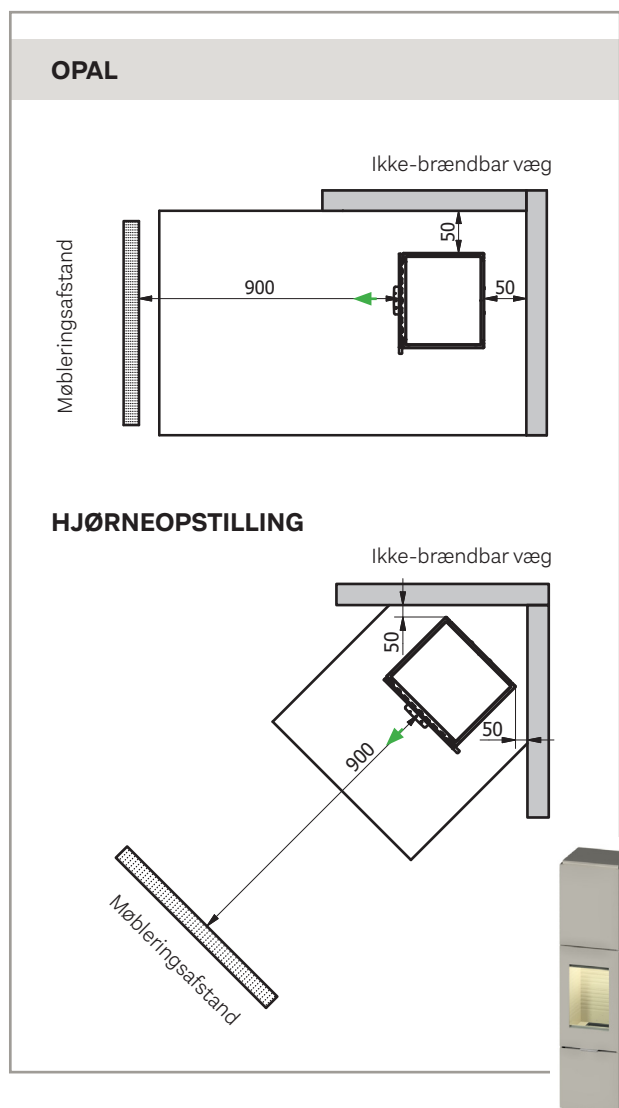 OPAL
Ikke-brændbar væg
50
Møbleringsafstand
900
50
HJØRNEOPSTILLING
Ikke-brændbar væg
50
50
900
Møbleringsafstand